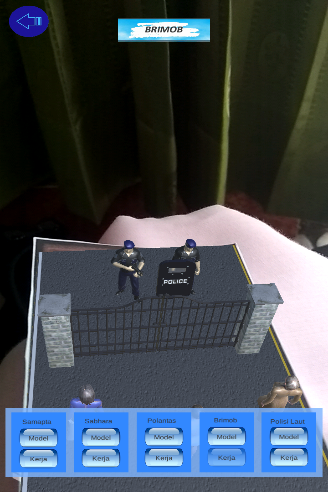 BRIMOB
POLICE
Samapta Sabhara Polantas Brimob Polisi Laut
Model Model Model Model Model
Kerja Kerja Kerja Kerja Kerja